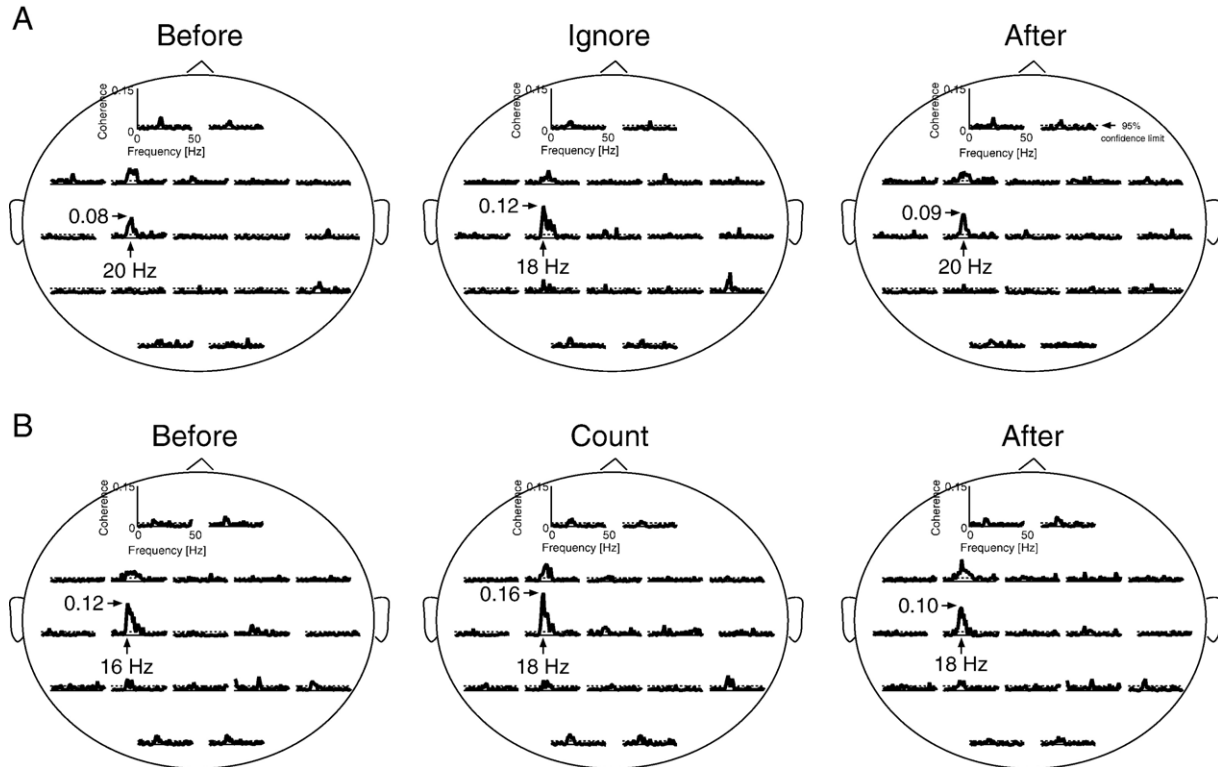 A
Before
Ignore
After
Coherence
0.15
0
0
50
Frequency [Hz]
0.08
20 Hz
Coherence
0.15
0
0
50
Frequency [Hz]
0.12
18 Hz
Coherence
0.15
0
0
50
Frequency [Hz]
95%
confidence limit
0.09
20 Hz
B
Before
Count
After
Coherence
0.15
0
0
50
Frequency [Hz]
0.12
16 Hz
Coherence
0.15
0
0
50
Frequency [Hz]
0.16
18 Hz
Coherence
0.15
0
0
50
Frequency [Hz]
0.10
18 Hz